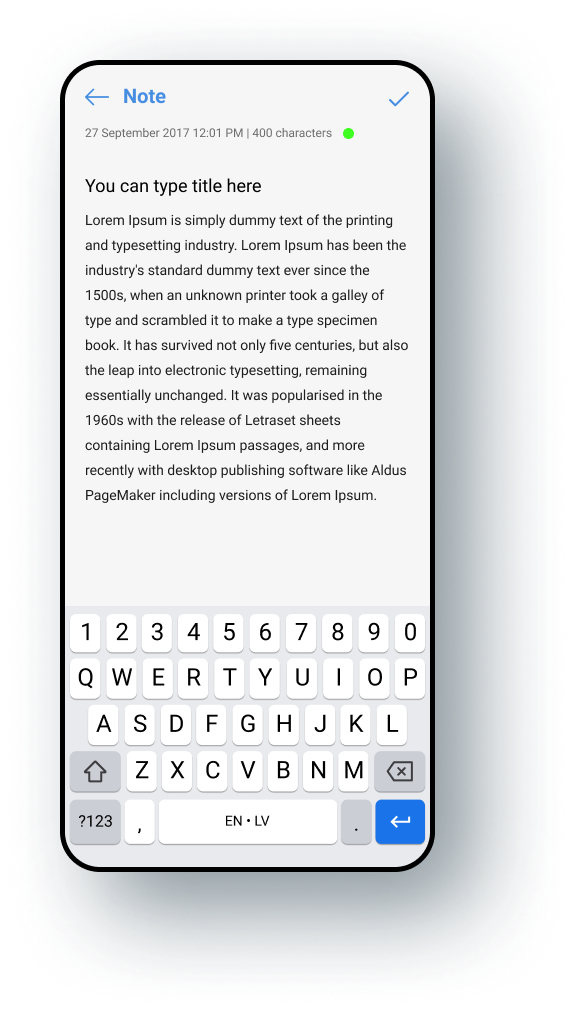 Note
27 September 2017 12:01 PM | 400 characters
You can type title here
Lorem Ipsum is simply dummy text of the printing
and typesetting industry. Lorem Ipsum has been the
industry's standard dummy text ever since the
1500s, when an unknown printer took a galley of
type and scrambled it to make a type specimen
book. It has survived not only five centuries, but also
the leap into electronic typesetting, remaining
essentially unchanged. It was popularised in the
1960s with the release of Letraset sheets
containing Lorem Ipsum passages, and more
recently with desktop publishing software like Aldus
PageMaker including versions of Lorem Ipsum.
1 2 3 4 5 6 7 8 9 0
Q W E R T Y U I O P
A S D F G H J K L
Z X C V B N M
?123 , EN • LV .